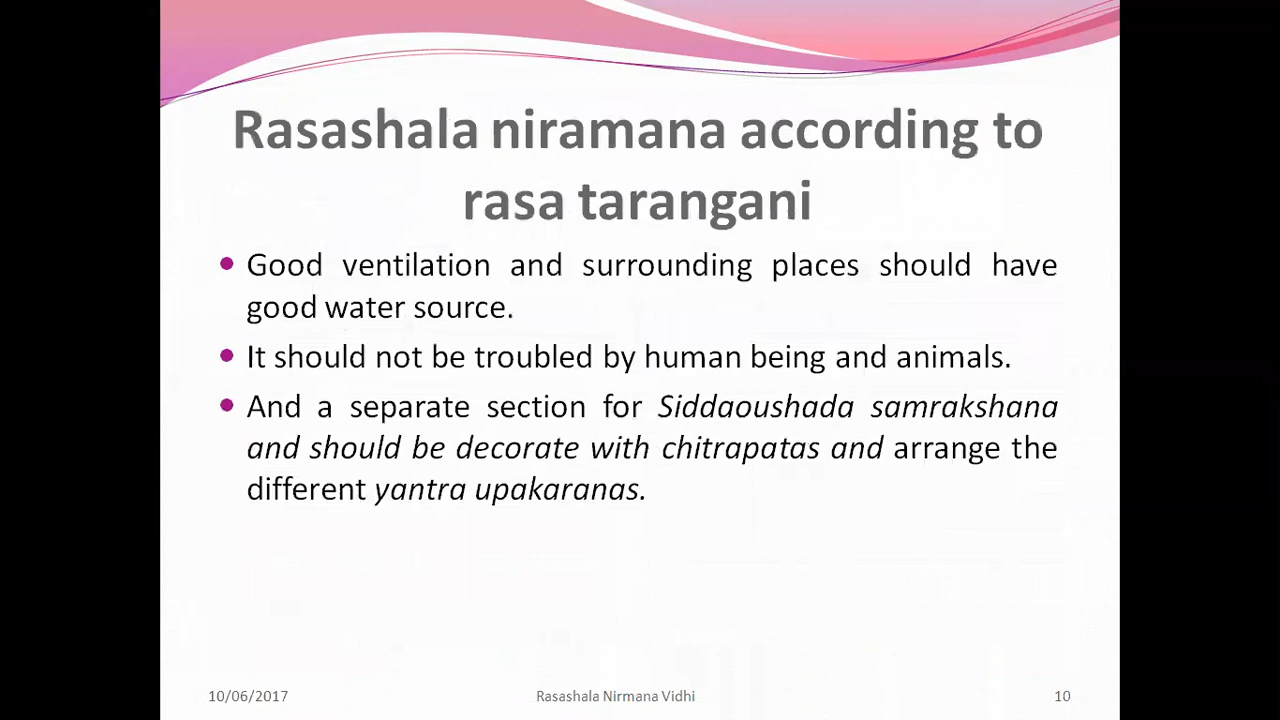 Rasashala niramana according to
rasa tarangani
Good ventilation and surrounding places should have
good water source.
It should not be troubled by human being and animals.
And a separate section for Siddaoushada samrakshana
and should be decorate with chitrapatas and arrange the
different yantra upakaranas.
10/06/2017 Rasashala Nirmana Vidhi 10